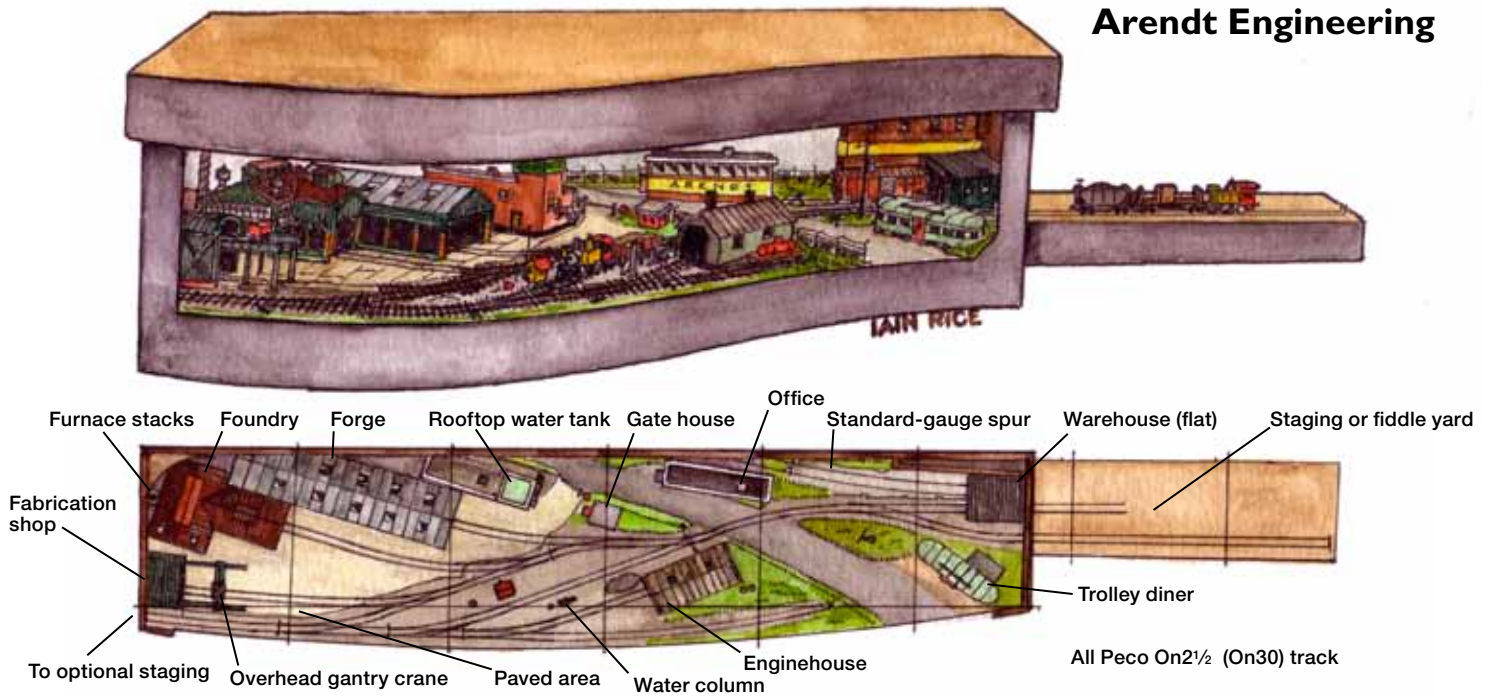 Arendt Engineering
ARENDT
IAIN RICE
Office
Furnace stacks
Foundry
Forge
Rooftop water tank
Gate house
Standard-gauge spur
Warehouse (flat)
Staging or fiddle yard
Fabrication
shop
Trolley diner
To optional staging
Overhead gantry crane
Paved area
Water column
Enginehouse
All Peco On2½ (On30) track